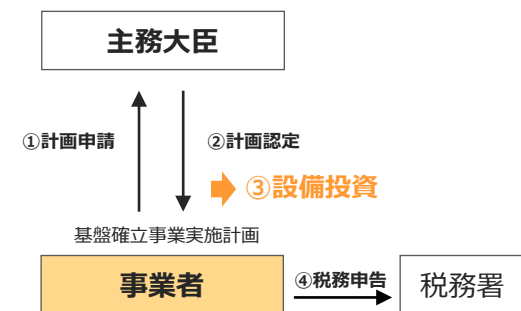 主務大臣
①計画申請
②計画認定
③設備投資
基盤確立事業実施計画
事業者
④税務申告
税務署